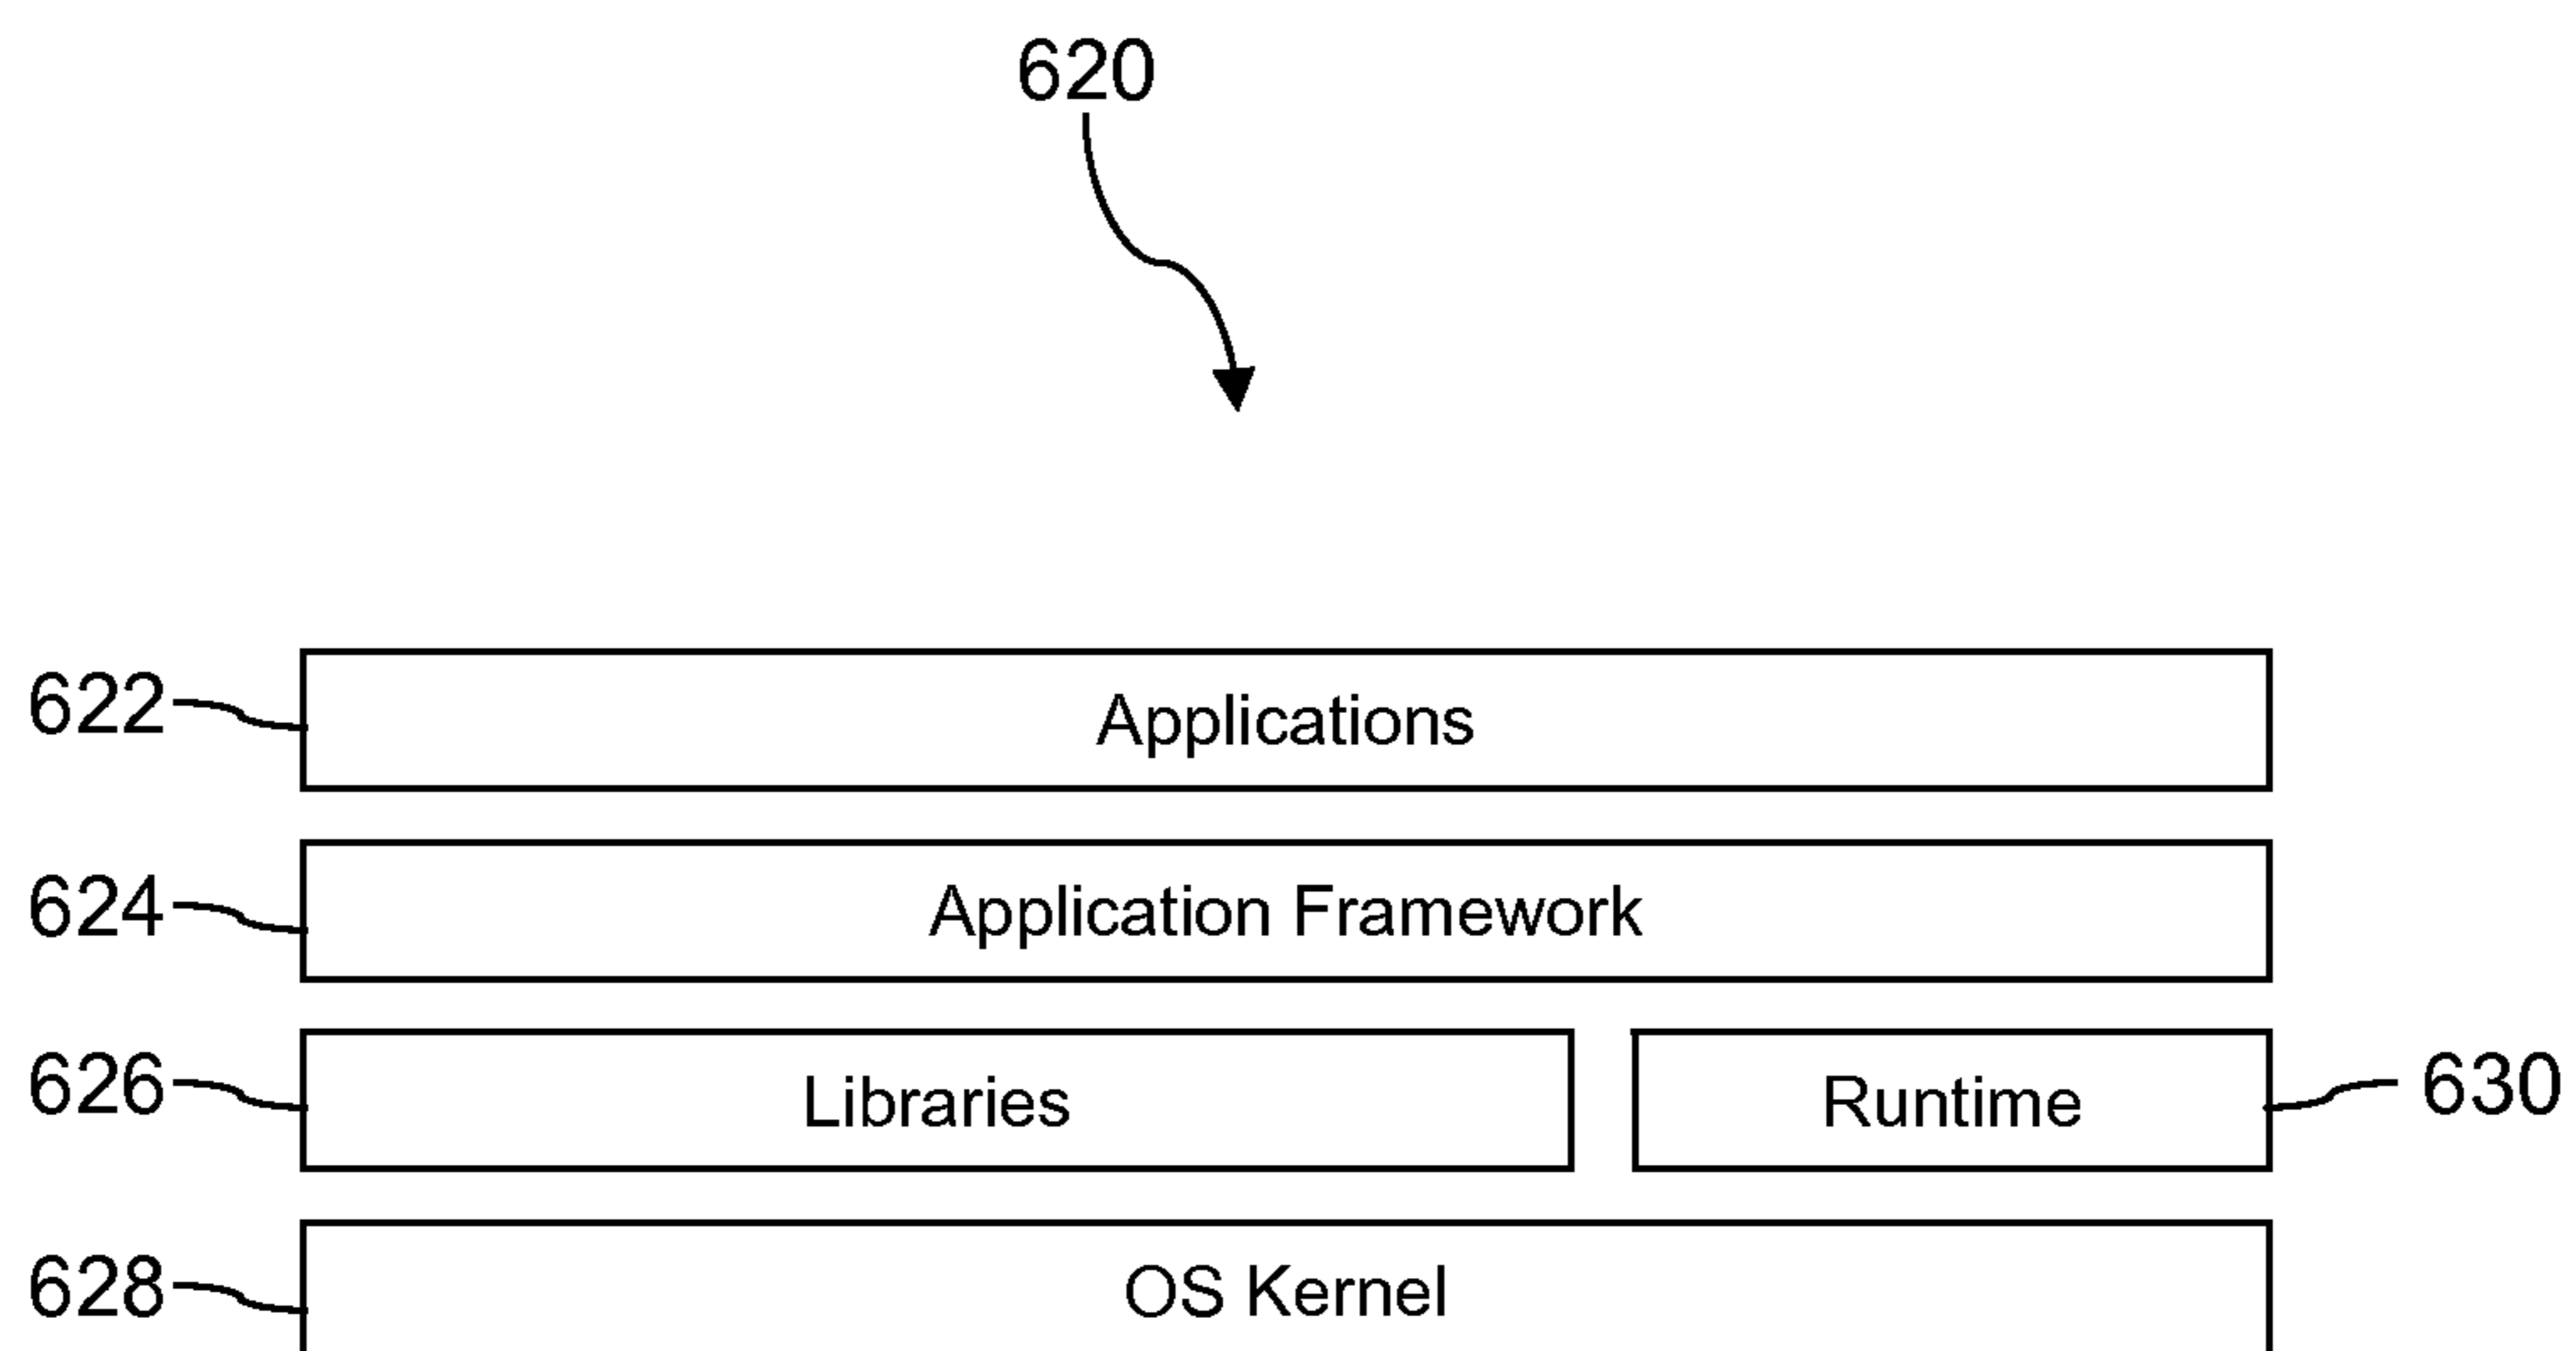 620
622 Applications
624 Application Framework
626 Libraries Runtime 630
628 OS Kernel